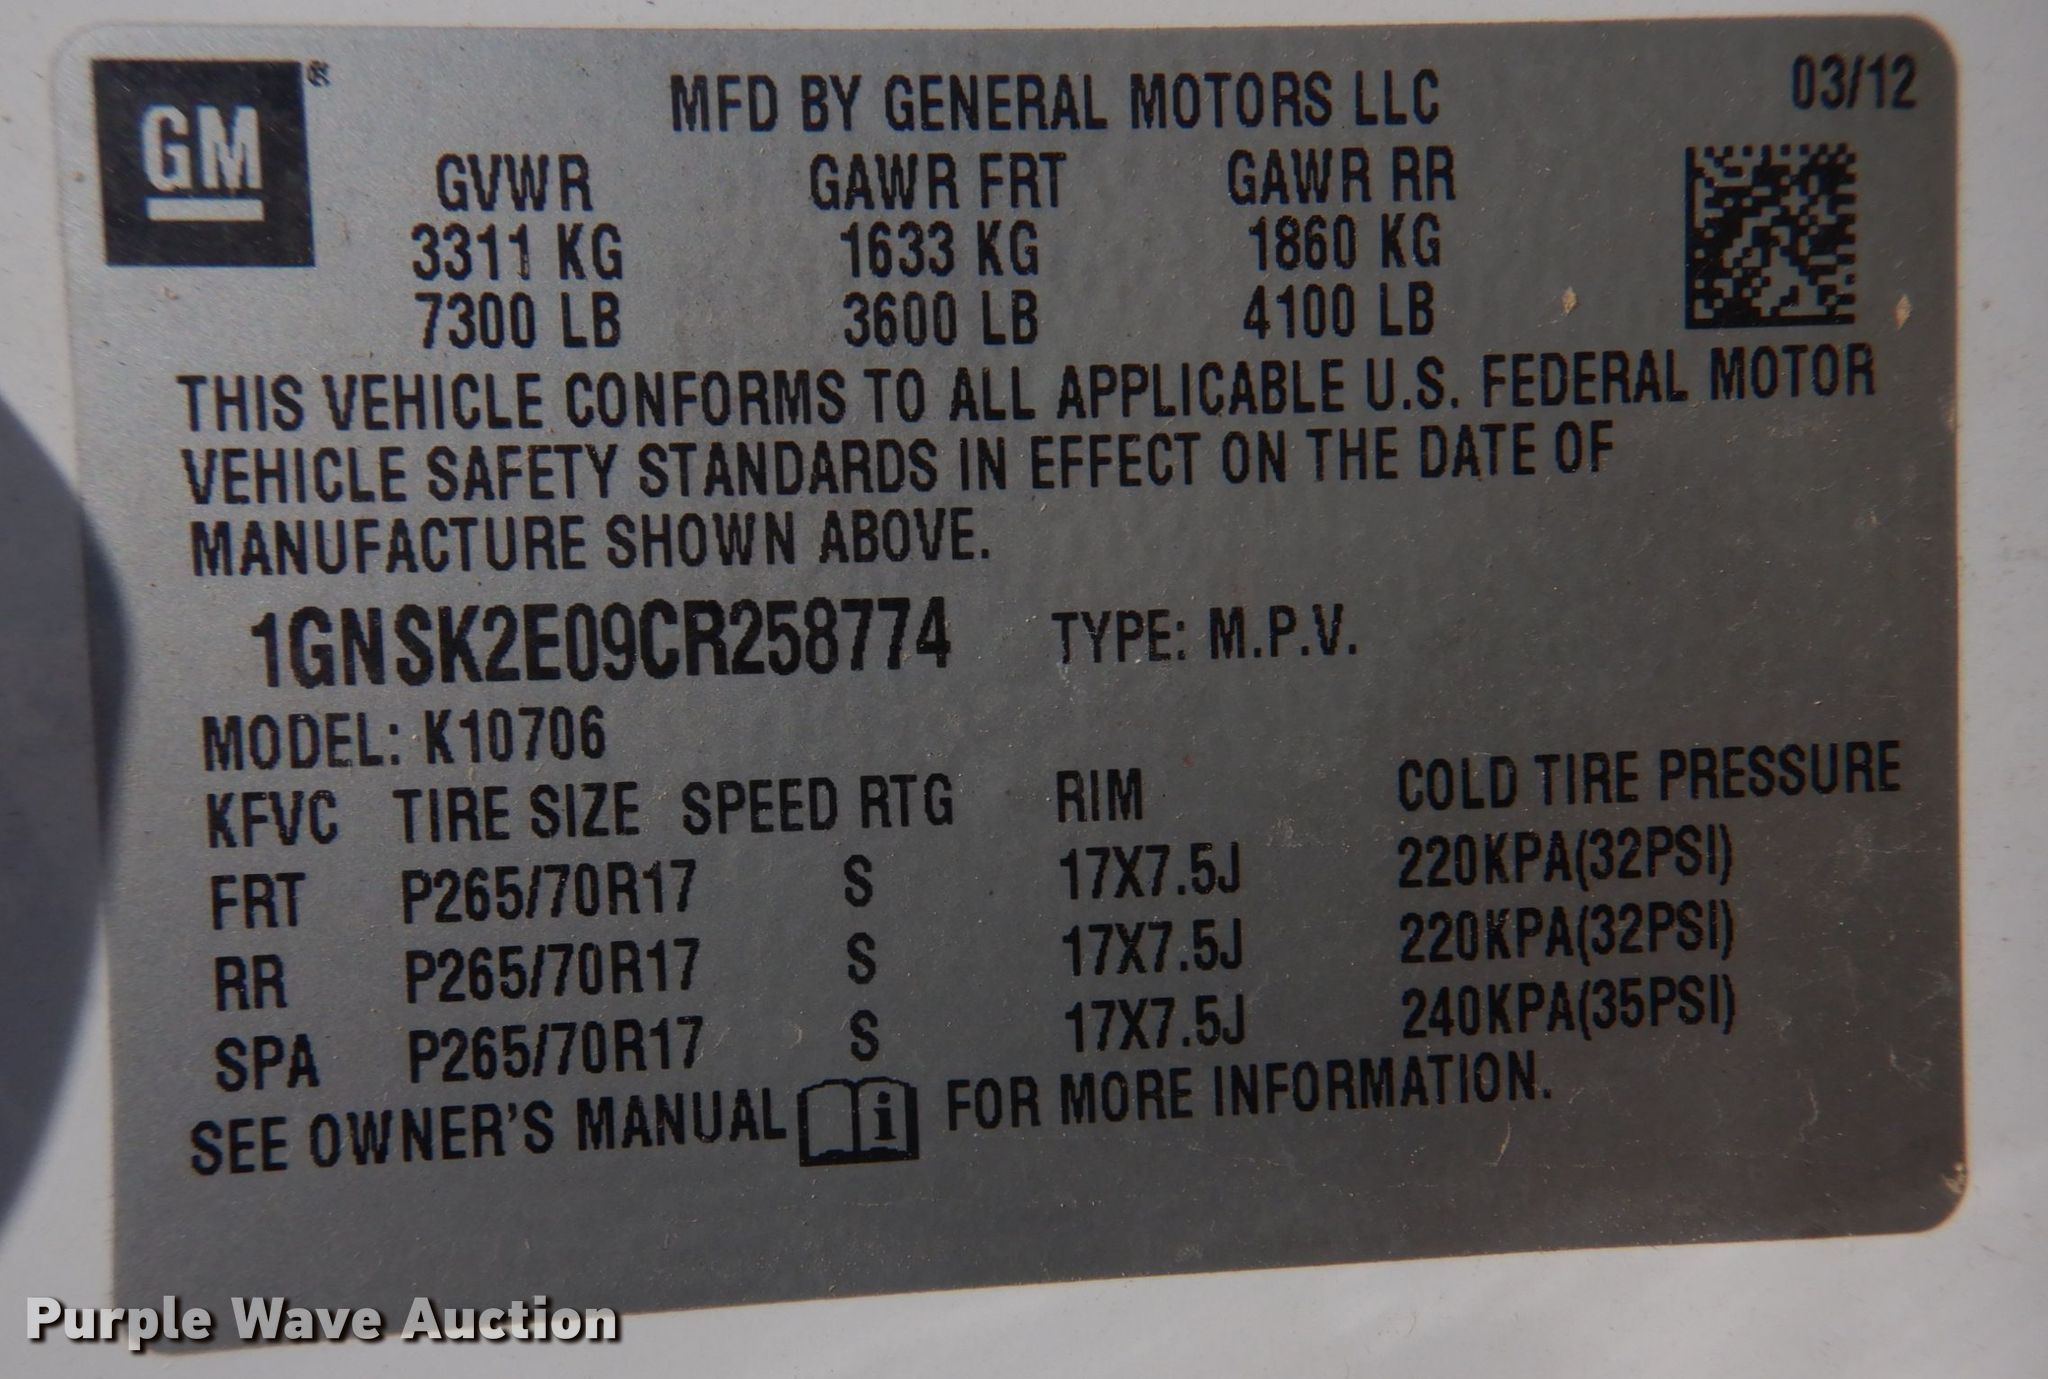 GM®
MFD BY GENERAL MOTORS LLC 03/12
GVWR GAWR FRT GAWR RR
3311 KG 1633 KG 1860 KG
7300 LB 3600 LB 4100 LB
THIS VEHICLE CONFORMS TO ALL APPLICABLE U.S. FEDERAL MOTOR
VEHICLE SAFETY STANDARDS IN EFFECT ON THE DATE OF
MANUFACTURE SHOWN ABOVE.
1GNSK2E09CR258774 TYPE: M.P.V.
MODEL: K10706
KFVC TIRE SIZE SPEED RTG RIM COLD TIRE PRESSURE
FRT P265/70R17 S 17X7.5J 220KPA(32PSI)
RR P265/70R17 S 17X7.5J 220KPA(32PSI)
SPA P265/70R17 S 17X7.5J 240KPA(35PSI)
SEE OWNER'S MANUAL i FOR MORE INFORMATION.
Purple Wave Auction